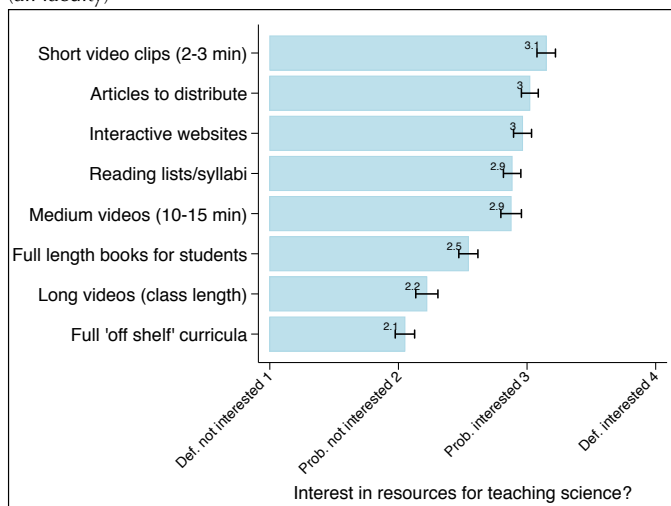 (all faculty)
Short video clips (2-3 min)
3.1
Articles to distribute
3
Interactive websites
3
Reading lists/syllabi
2.9
Medium videos (10-15 min)
2.9
Full length books for students
2.5
Long videos (class length)
2.2
Full 'off shelf' curricula
2.1
Def. not interested 1
Prob. not interested 2
Prob. interested 3
Def. interested 4
Interest in resources for teaching science?